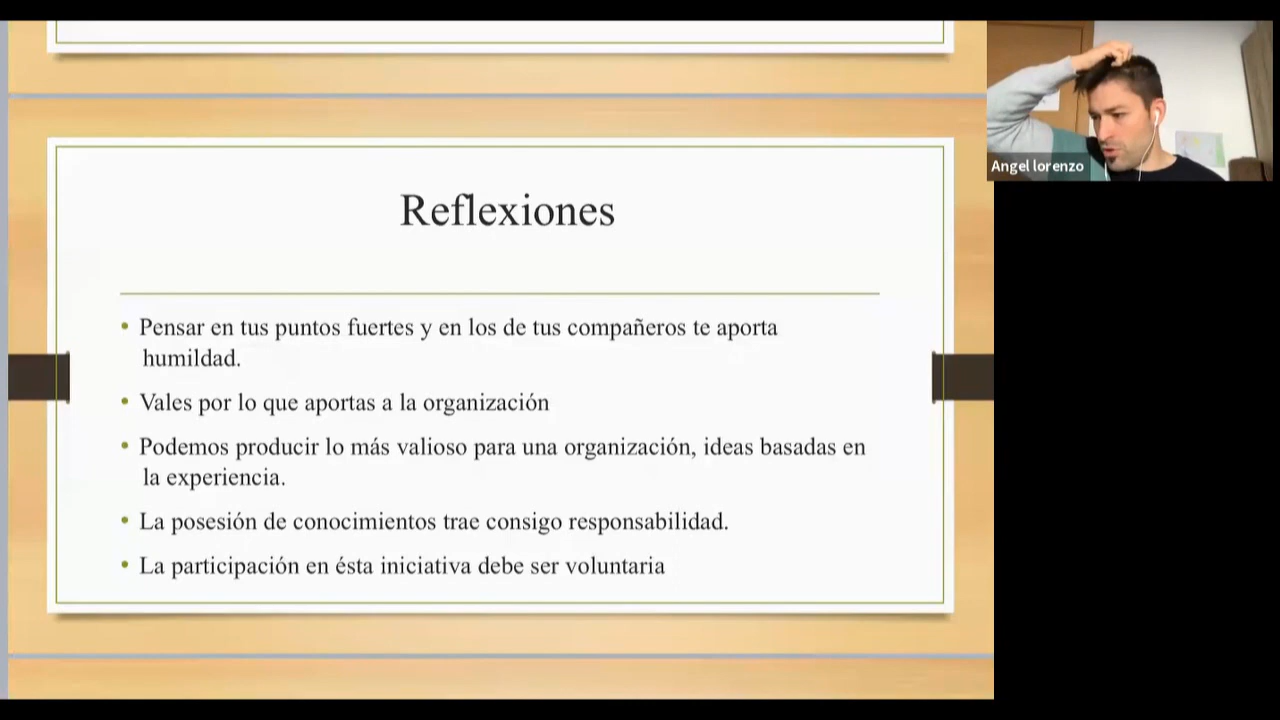 Reflexiones
• Pensar en tus puntos fuertes y en los de tus compañeros te aporta
humildad.
• Vales por lo que aportas a la organización
• Podemos producir lo más valioso para una organización, ideas basadas en
la experiencia.
• La posesión de conocimientos trae consigo responsabilidad.
• La participación en ésta iniciativa debe ser voluntaria
Angel lorenzo